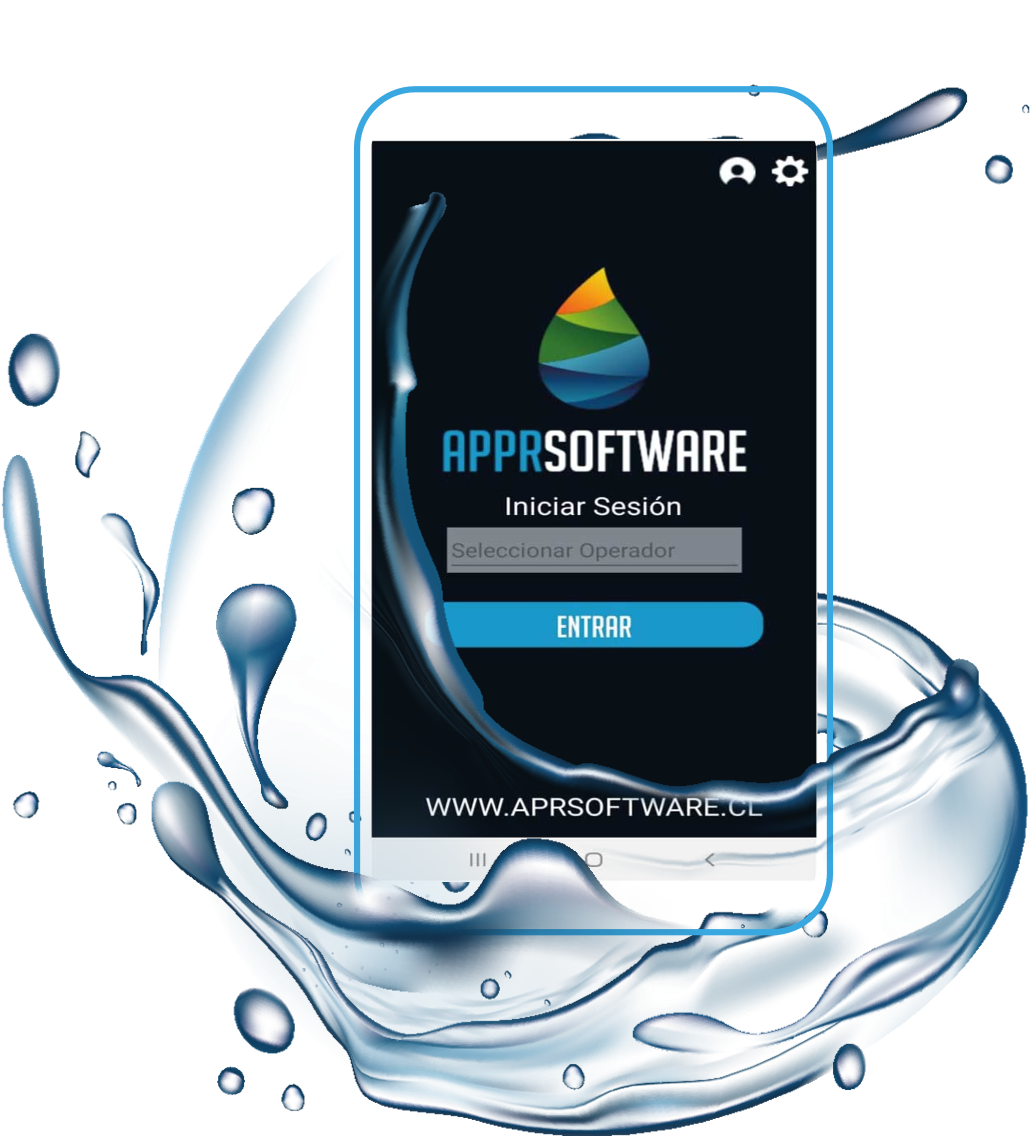 APPRSOFTWARE
Iniciar Sesión
Seleccionar Operador
ENTRAR
WWW.APRSOFTWARE.CL